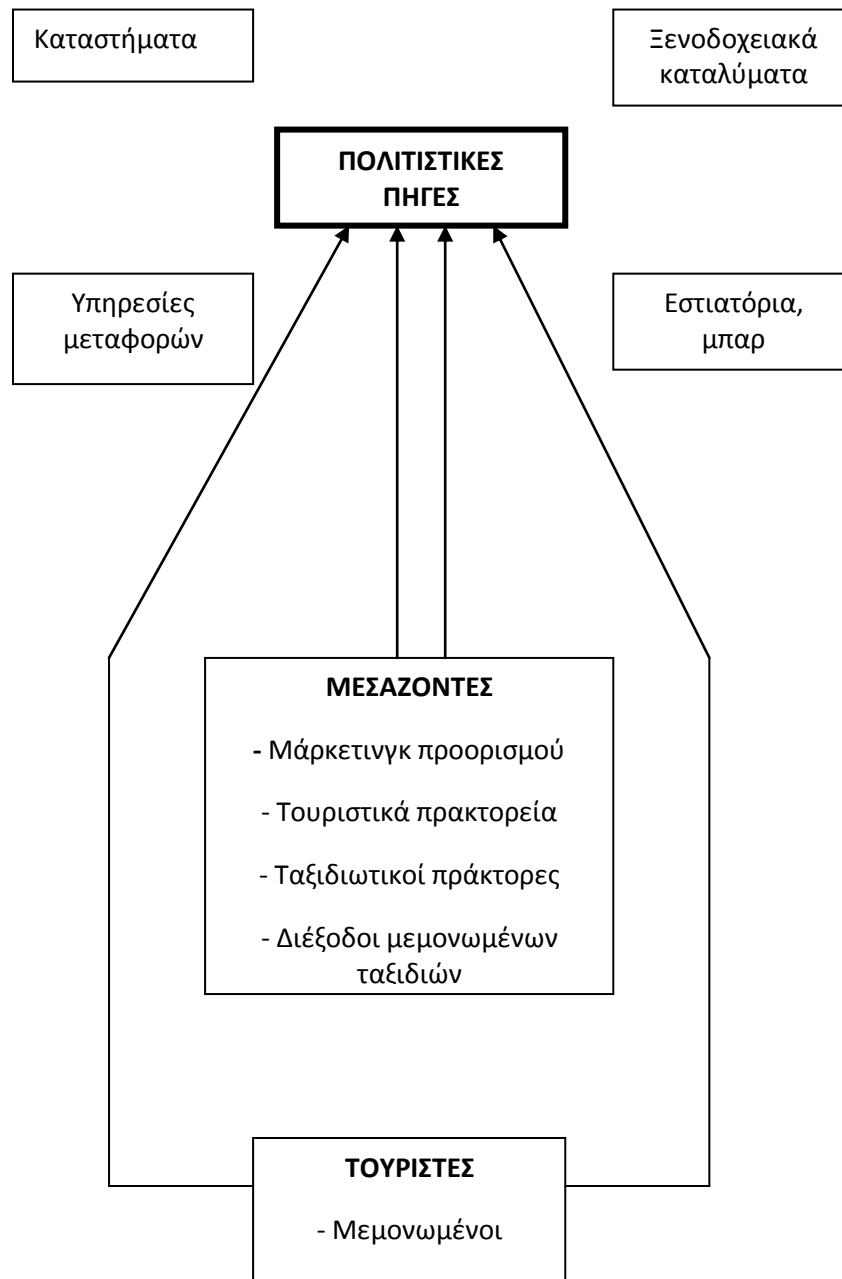 Καταστήματα
Ξενοδοχειακά
καταλύματα
ΠΟΛΙΤΙΣΤΙΚΕΣ
ΠΗΓΕΣ
Υπηρεσίες
μεταφορών
Εστιατόρια,
μπαρ
ΜΕΣΑΖΟΝΤΕΣ
- Μάρκετινγκ προορισμού
- Τουριστικά πρακτορεία
- Ταξιδιωτικοί πράκτορες
- Διέξοδοι μεμονωμένων
ταξιδιών
ΤΟΥΡΙΣΤΕΣ
- Μεμονωμένοι